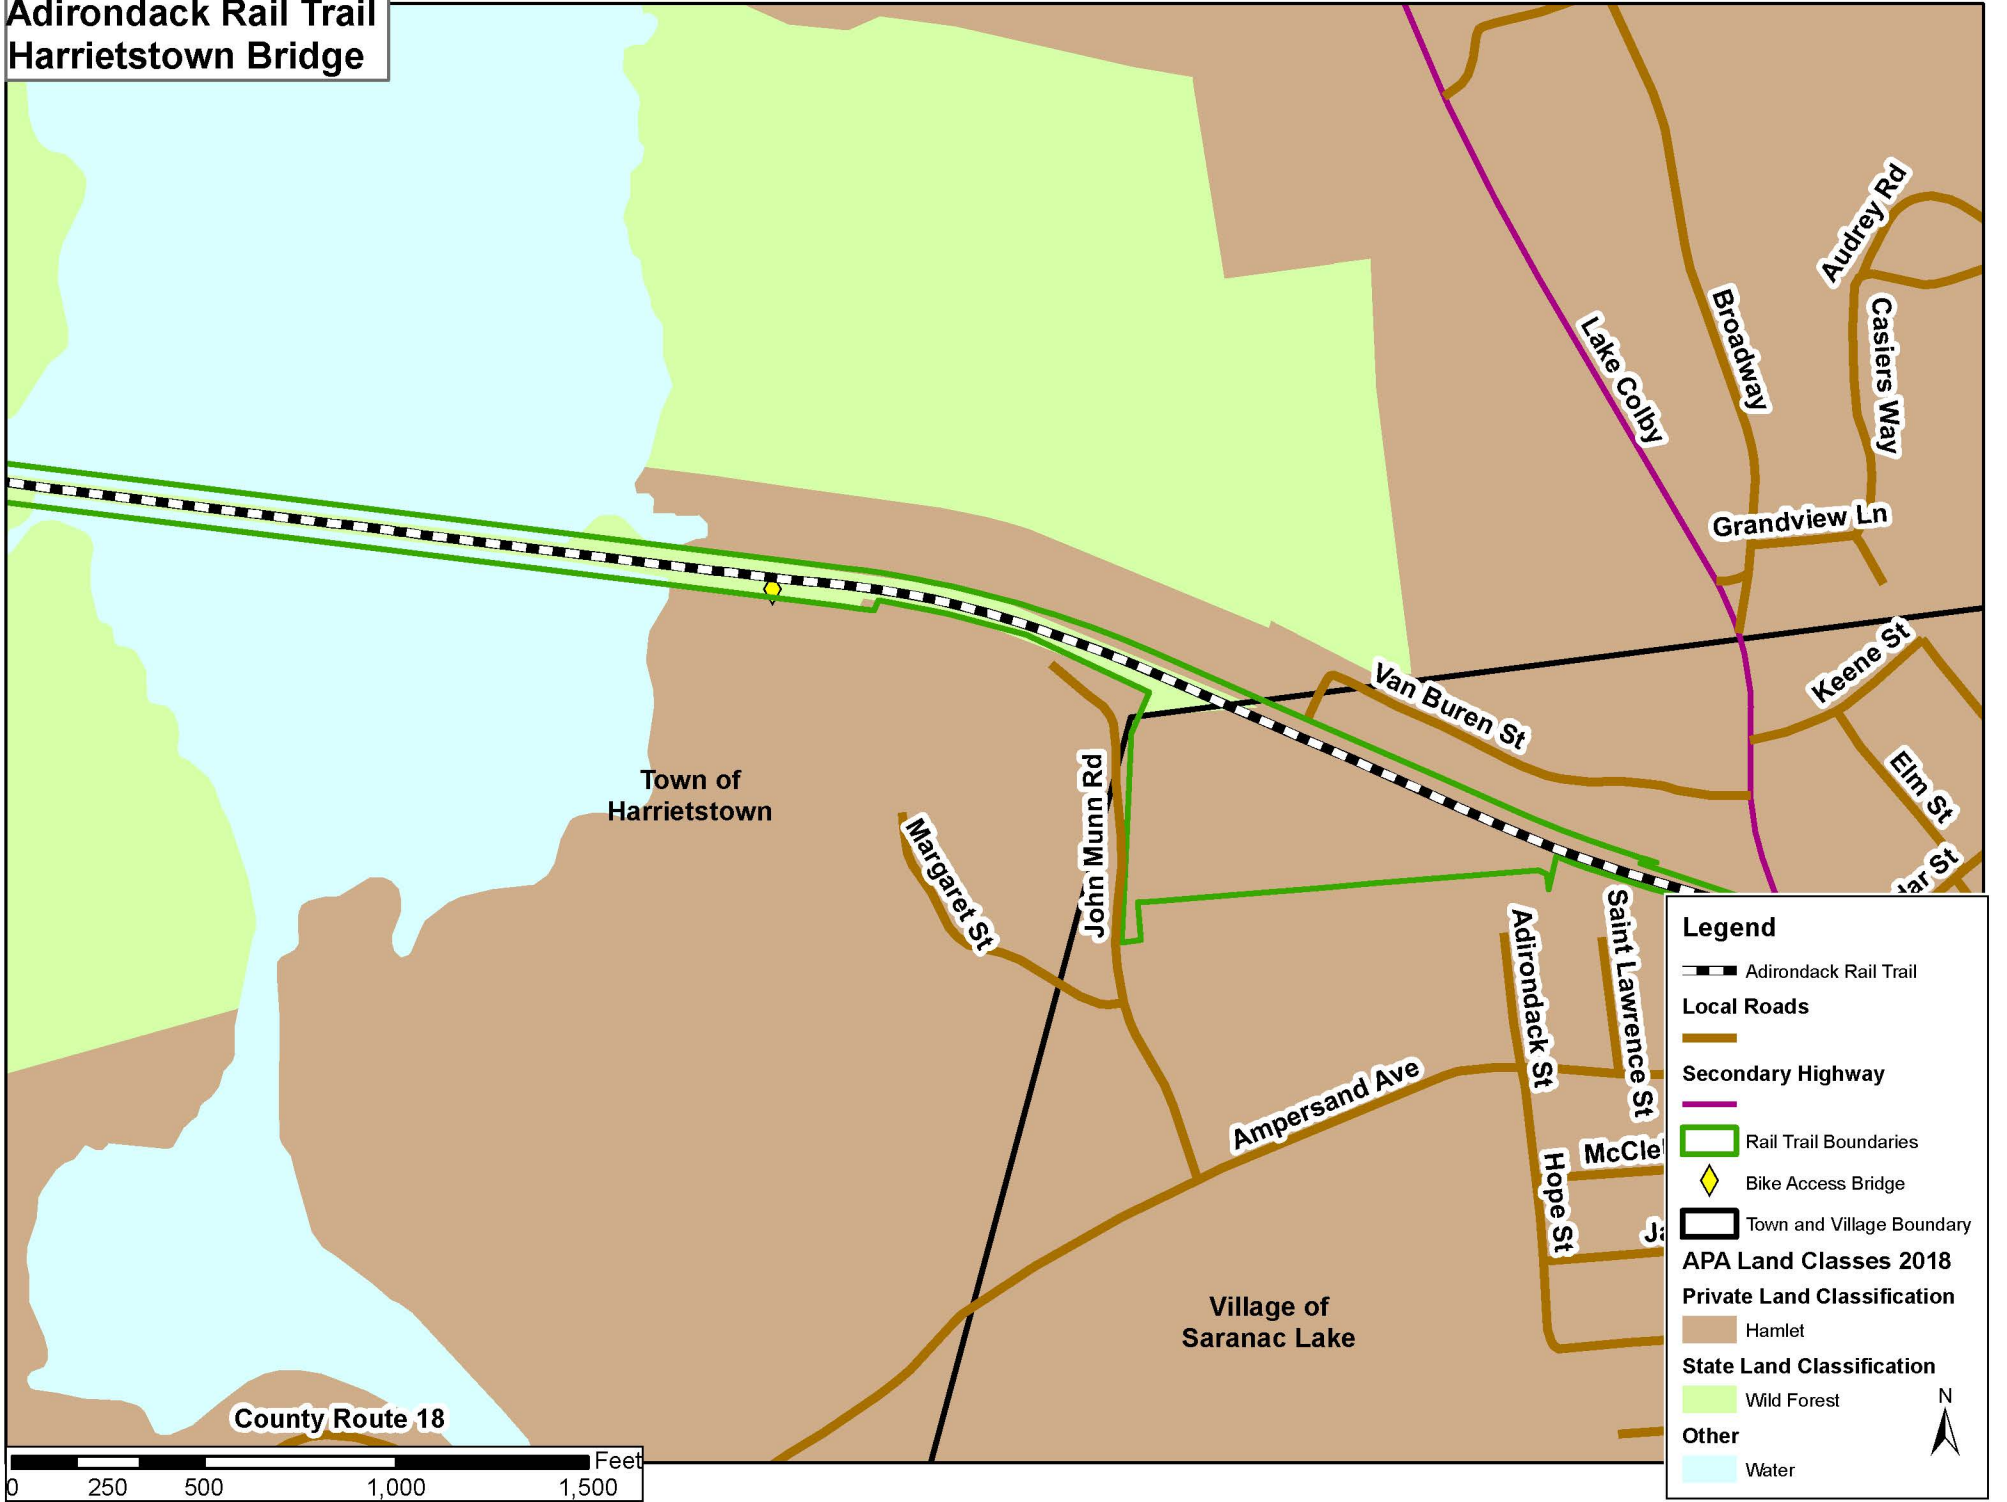 Adirondack Rail Trail
Harrietstown Bridge
Audrey Rd
Broadway
Lake Colby
Casiers Way
Grandview Ln
Keene St
Van Buren St
Elm St
Town of
Harrietstown
John Munn Rd
Margaret St
Adirondack St
Saint Lawrence St
Ampersand Ave
Hope St
Village of
Saranac Lake
County Route 18
Feet
0 250 500 1,000 1,500
Legend
Adirondack Rail Trail
Local Roads
Secondary Highway
Rail Trail Boundaries
Bike Access Bridge
Town and Village Boundary
APA Land Classes 2018
Private Land Classification
Hamlet
State Land Classification
Wild Forest
Other
Water
N